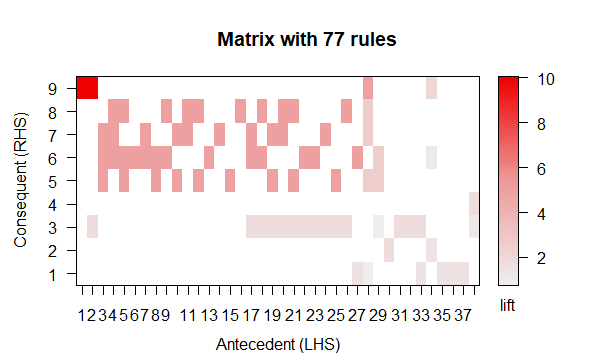 Matrix with 77 rules
Consequent (RHS)
9
8
7
6
5
4
3
2
1
1 2 3 4 5 6 7 8 9 11 13 15 17 19 21 23 25 27 29 31 33 35 37
Antecedent (LHS)
10
8
6
4
2
lift